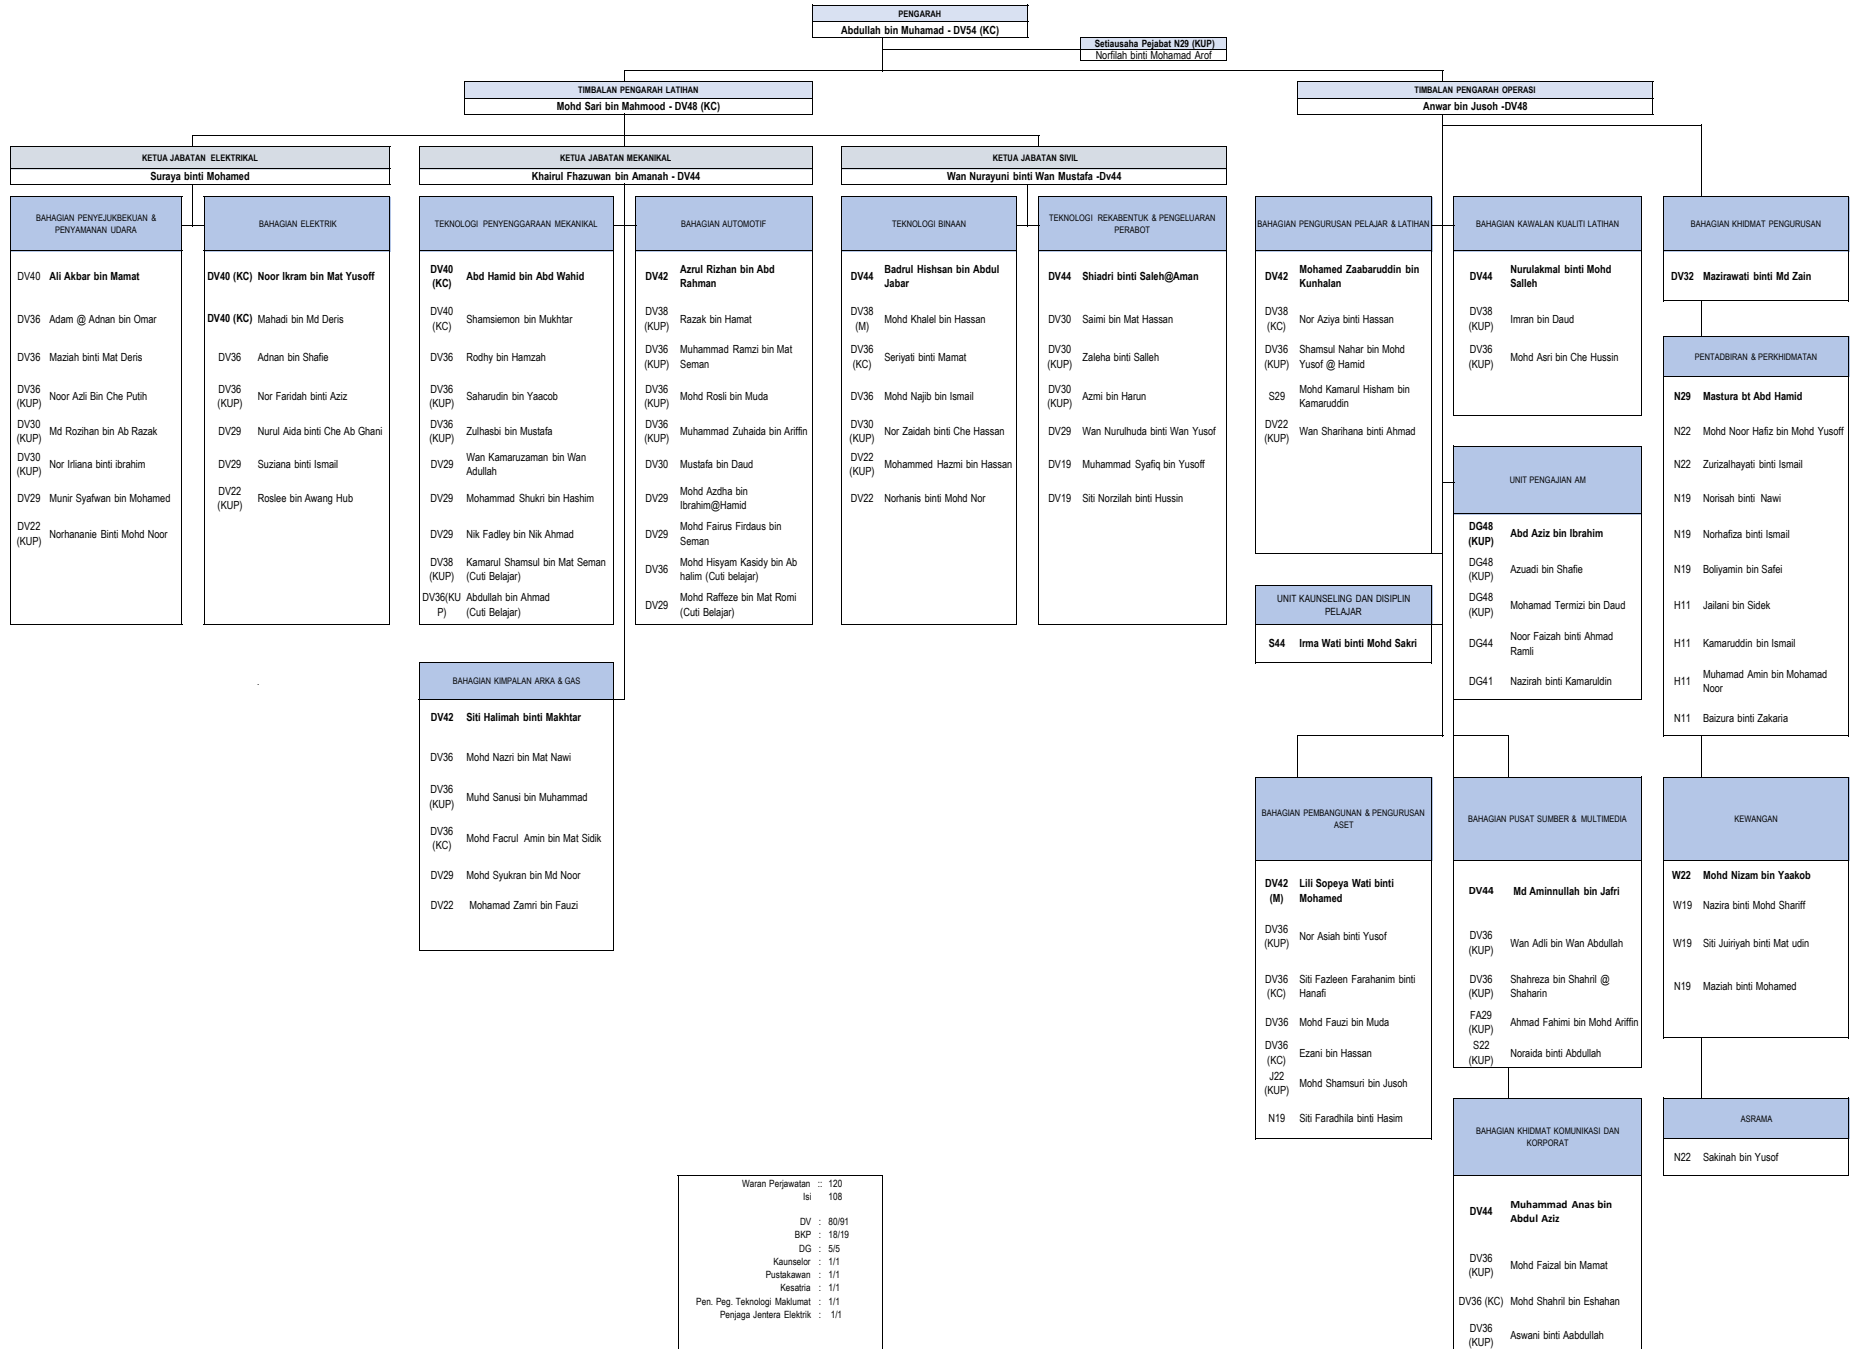 PENGARAH
Abdullah bin Muhamad - DV54 (KC)
Setiausaha Pejabat N29 (KUP)
Norfilah binti Mohamad Arof
TIMBALAN PENGARAH LATIHAN
Mohd Sari bin Mahmood - DV48 (KC)
TIMBALAN PENGARAH OPERASI
Anwar bin Jusoh -DV48
KETUA JABATAN ELEKTRIKAL
Suraya binti Mohamed
KETUA JABATAN MEKANIKAL
Khairul Fhazuwan bin Amanah - DV44
KETUA JABATAN SIVIL
Wan Nurayuni binti Wan Mustafa -Dv44
BAHAGIAN PENYEJUKBEKUAN &
PENYAMANAN UDARA
DV40 Ali Akbar bin Mamat
DV36 Adam @ Adnan bin Omar
DV36 Maziah binti Mat Deris
DV36
(KUP) Noor Azli Bin Che Putih
DV30
(KUP) Md Rozihan bin Ab Razak
DV30
(KUP) Nor Irliana binti ibrahim
DV29 Munir Syafwan bin Mohamed
DV22
(KUP) Norhananie Binti Mohd Noor
BAHAGIAN ELEKTRIK
DV40 (KC) Noor Ikram bin Mat Yusoff
DV40 (KC) Mahadi bin Md Deris
DV36 Adnan bin Shafie
DV36
(KUP) Nor Faridah binti Aziz
DV29 Nurul Aida binti Che Ab Ghani
DV29 Suziana binti Ismail
DV22
(KUP) Roslee bin Awang Hub
TEKNOLOGI PENYENGGARAAN MEKANIKAL
DV40
(KC) Abd Hamid bin Abd Wahid
DV40
(KC) Shamsiemon bin Mukhtar
DV36 Rodhy bin Hamzah
DV36
(KUP) Saharudin bin Yaacob
DV36
(KUP) Zulhasbi bin Mustafa
DV29 Wan Kamaruzaman bin Wan
Adullah
DV29 Mohammad Shukri bin Hashim
DV29 Nik Fadley bin Nik Ahmad
DV38 Kamarul Shamsul bin Mat Seman
(KUP) (Cuti Belajar)
DV36(KU Abdullah bin Ahmad
P) (Cuti Belajar)
BAHAGIAN AUTOMOTIF
DV42 Azrul Rizhan bin Abd
Rahman
DV38
(KUP) Razak bin Hamat
DV36 Muhammad Ramzi bin Mat
(KUP) Seman
DV36
(KUP) Mohd Rosli bin Muda
DV36
(KUP) Muhammad Zuhaida bin Ariffin
DV30 Mustafa bin Daud
DV29 Mohd Azdha bin
Ibrahim@Hamid
DV29 Mohd Fairus Firdaus bin
Seman
DV36 Mohd Hisyam Kasidy bin Ab
halim (Cuti belajar)
DV29 Mohd Raffeze bin Mat Romi
(Cuti Belajar)
TEKNOLOGI BINAAN
DV44 Badrul Hishsan bin Abdul
Jabar
DV38
(M) Mohd Khalel bin Hassan
DV36
(KC) Seriyati binti Mamat
DV36 Mohd Najib bin Ismail
DV30
(KUP) Nor Zaidah binti Che Hassan
DV22
(KUP) Mohammed Hazmi bin Hassan
DV22 Norhanis binti Mohd Nor
TEKNOLOGI REKABENTUK & PENGELUARAN
PERABOT
DV44 Shiadri binti Saleh@Aman
DV30 Saimi bin Mat Hassan
DV30
(KUP) Zaleha binti Salleh
DV30
(KUP) Azmi bin Harun
DV29 Wan Nurulhuda binti Wan Yusof
DV19 Muhammad Syafiq bin Yusoff
DV19 Siti Norzilah binti Hussin
BAHAGIAN PENGURUSAN PELAJAR & LATIHAN
DV42 Mohamed Zaabaruddin bin
Kunhalan
DV38
(KC) Nor Aziya binti Hassan
DV36 Shamsul Nahar bin Mohd
(KUP) Yusof @ Hamid
S29 Mohd Kamarul Hisham bin
Kamaruddin
DV22
(KUP) Wan Sharihana binti Ahmad
BAHAGIAN KAWALAN KUALITI LATIHAN
DV44 Nurulakmal binti Mohd
Salleh
DV38
(KUP) Imran bin Daud
DV36
(KUP) Mohd Asri bin Che Hussin
BAHAGIAN KHIDMAT PENGURUSAN
DV32 Mazirawati binti Md Zain
PENTADBIRAN & PERKHIDMATAN
N29 Mastura bt Abd Hamid
N22 Mohd Noor Hafiz bin Mohd Yusoff
N22 Zurizalhayati binti Ismail
N19 Norisah binti Nawi
N19 Norhafiza binti Ismail
N19 Boliyamin bin Safei
H11 Jailani bin Sidek
H11 Kamaruddin bin Ismail
H11 Muhamad Amin bin Mohamad
Noor
N11 Baizura binti Zakaria
UNIT PENGAJIAN AM
DG48
(KUP) Abd Aziz bin Ibrahim
DG48
(KUP) Azuadi bin Shafie
DG48
(KUP) Mohamad Termizi bin Daud
DG44 Noor Faizah binti Ahmad
Ramli
DG41 Nazirah binti Kamaruldin
UNIT KAUNSELING DAN DISIPLIN
PELAJAR
S44 Irma Wati binti Mohd Sakri
BAHAGIAN KIMPALAN ARKA & GAS
DV42 Siti Halimah binti Makhtar
DV36 Mohd Nazri bin Mat Nawi
DV36
(KUP) Muhd Sanusi bin Muhammad
DV36
(KC) Mohd Facrul Amin bin Mat Sidik
DV29 Mohd Syukran bin Md Noor
DV22 Mohamad Zamri bin Fauzi
BAHAGIAN PEMBANGUNAN & PENGURUSAN
ASET
DV42 Lili Sopeya Wati binti
(M) Mohamed
DV36
(KUP) Nor Asiah binti Yusof
DV36 Siti Fazleen Farahanim binti
(KC) Hanafi
DV36 Mohd Fauzi bin Muda
DV36
(KC) Ezani bin Hassan
J22
(KUP) Mohd Shamsuri bin Jusoh
N19 Siti Faradhila binti Hasim
BAHAGIAN PUSAT SUMBER & MULTIMEDIA
DV44 Md Aminnullah bin Jafri
DV36
(KUP) Wan Adli bin Wan Abdullah
DV36 Shahreza bin Shahril @
(KUP) Shaharin
FA29
(KUP) Ahmad Fahimi bin Mohd Ariffin
S22
(KUP) Noraida binti Abdullah
KEWANGAN
W22 Mohd Nizam bin Yaakob
W19 Nazira binti Mohd Shariff
W19 Siti Juiriyah binti Mat udin
N19 Maziah binti Mohamed
BAHAGIAN KHIDMAT KOMUNIKASI DAN
KORPORAT
DV44 Muhammad Anas bin
Abdul Aziz
DV36
(KUP) Mohd Faizal bin Mamat
DV36 (KC) Mohd Shahril bin Eshahan
DV36
(KUP) Aswani binti Aabdullah
ASRAMA
N22 Sakinah bin Yusof
Waran Perjawatan :: 120
Isi 108
DV : 80/91
BKP : 18/19
DG : 5/5
Kaunselor : 1/1
Pustakawan : 1/1
Kesatria : 1/1
Pen. Peg. Teknologi Maklumat : 1/1
Penjaga Jentera Elektrik : 1/1